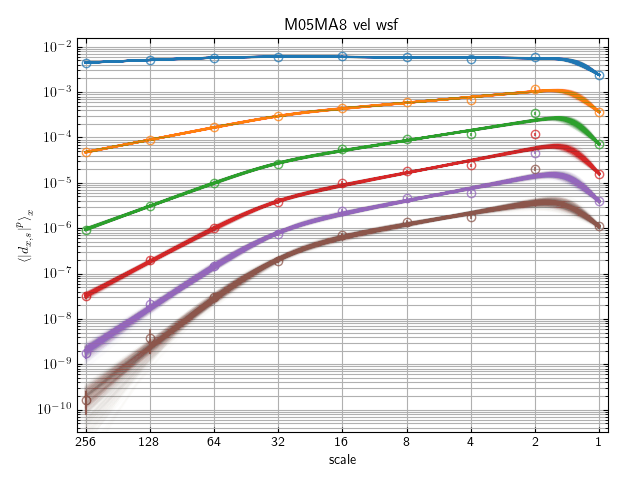 M05MA8 vel wsf
10⁻²
10⁻³
10⁻⁴
10⁻⁵
10⁻⁶
10⁻⁷
10⁻⁸
10⁻⁹
10⁻¹⁰
⟨|d_{x,s}|^p⟩_x
256 128 64 32 16 8 4 2 1
scale